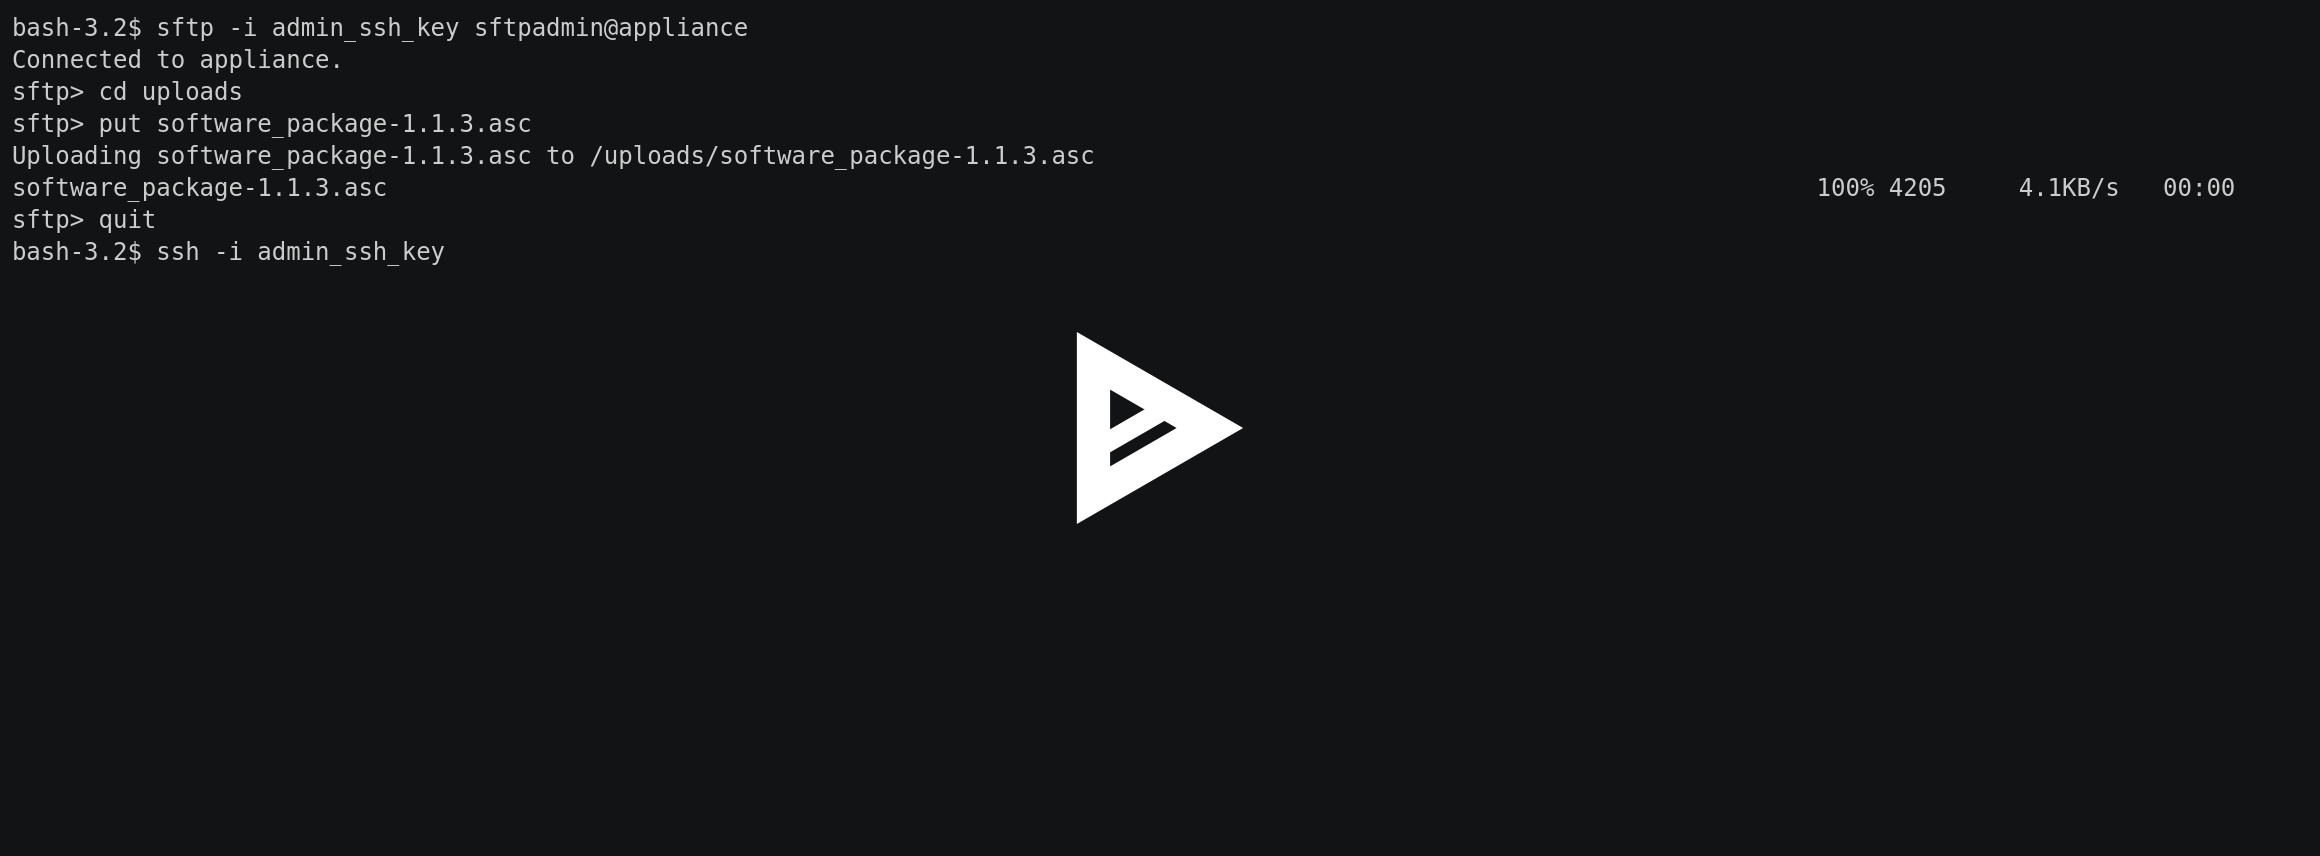 bash-3.2$ sftp -i admin_ssh_key sftpadmin@appliance
Connected to appliance.
sftp> cd uploads
sftp> put software_package-1.1.3.asc
Uploading software_package-1.1.3.asc to /uploads/software_package-1.1.3.asc
software_package-1.1.3.asc 100% 4205 4.1KB/s 00:00
sftp> quit
bash-3.2$ ssh -i admin_ssh_key